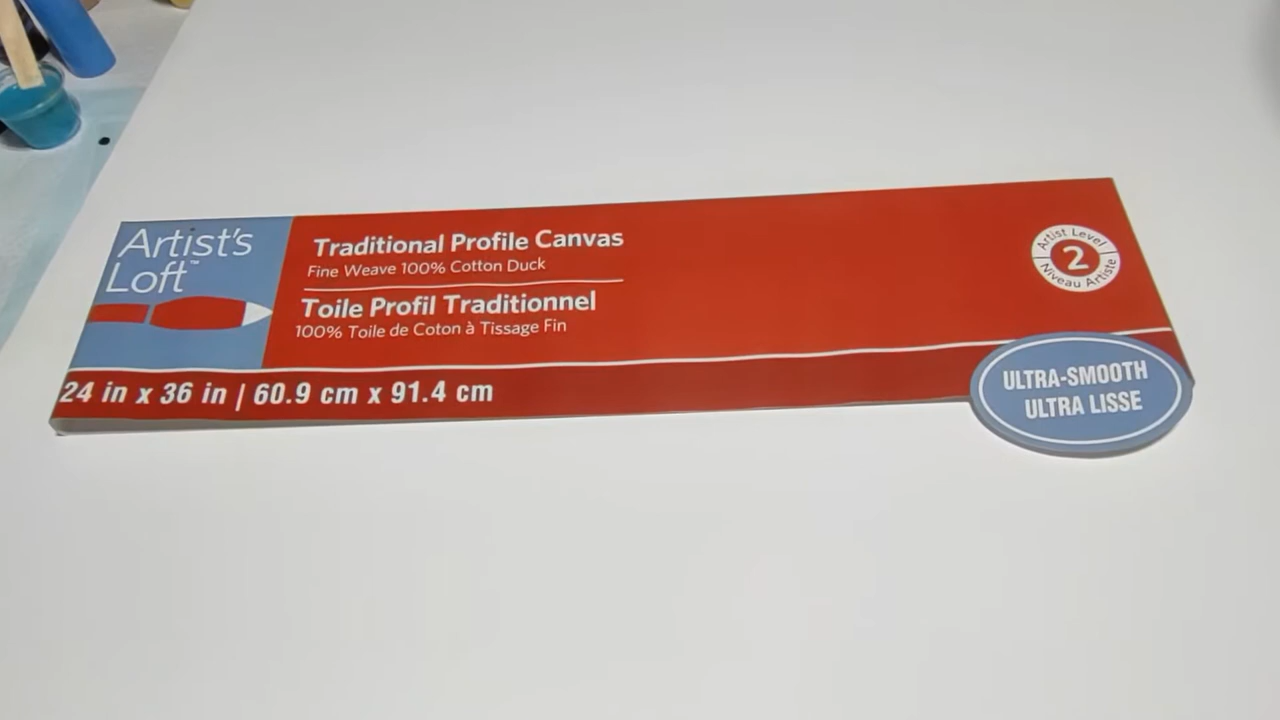 Artist's
Loft™
Traditional Profile Canvas
Fine Weave 100% Cotton Duck
Toile Profil Traditionnel
100% Toile de Coton à Tissage Fin
Artist Level
2
Niveau Artiste
24 in x 36 in | 60.9 cm x 91.4 cm
ULTRA-SMOOTH
ULTRA LISSE